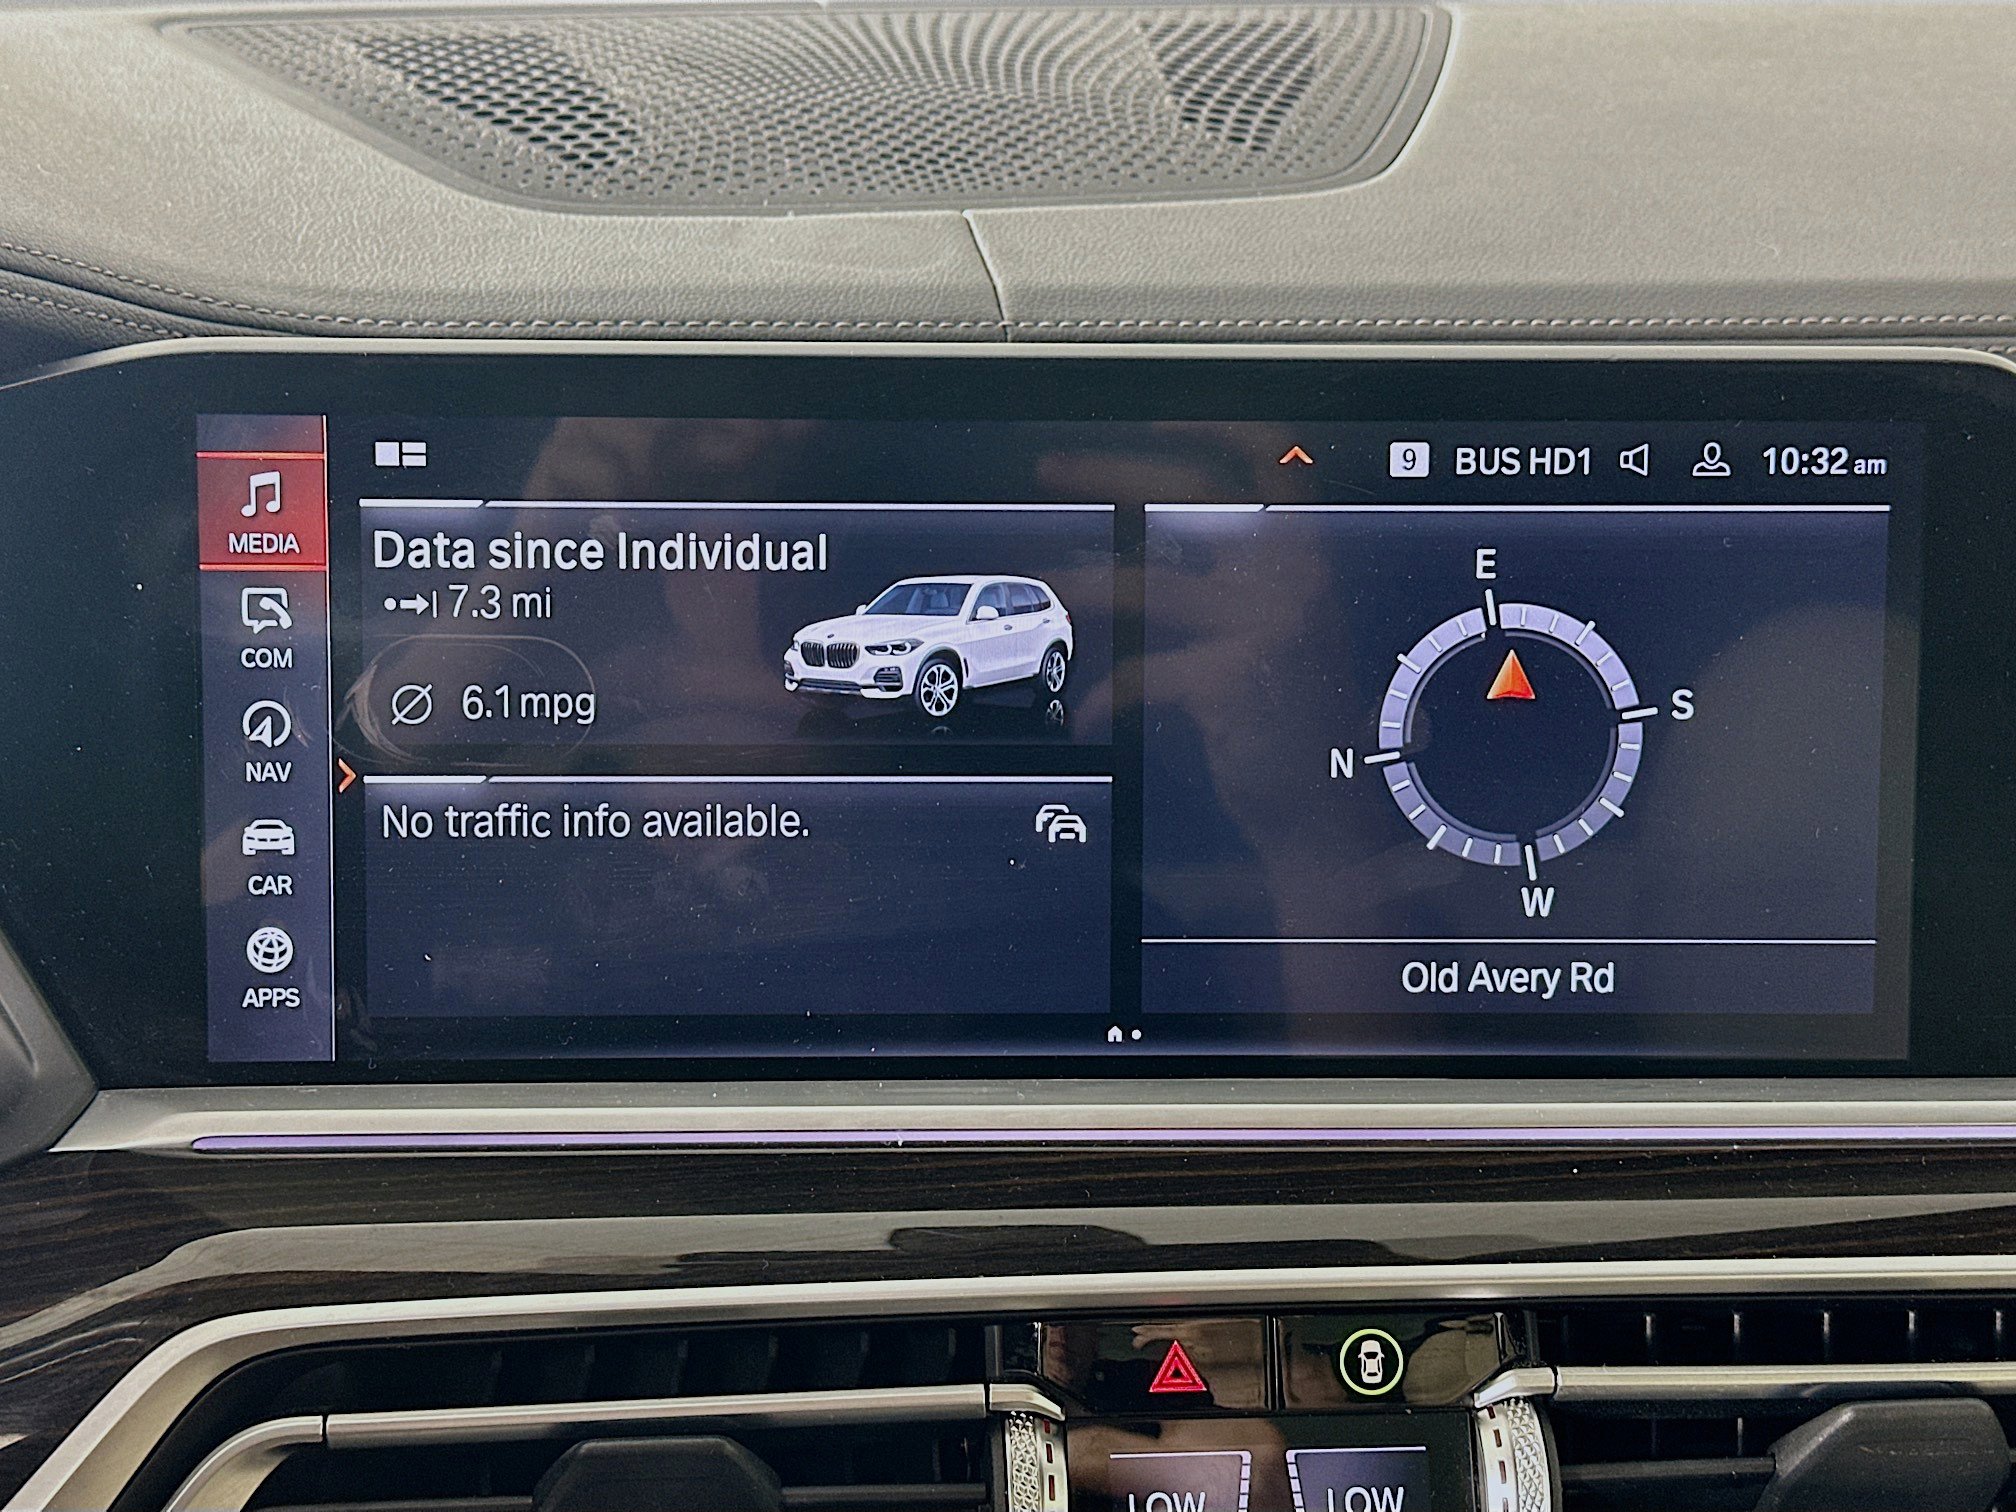 9 BUS HD1 10:32 am
MEDIA
COM
NAV
CAR
APPS
Data since Individual
7.3 mi
6.1 mpg
No traffic info available.
E
S
N
W
Old Avery Rd
LOW LOW